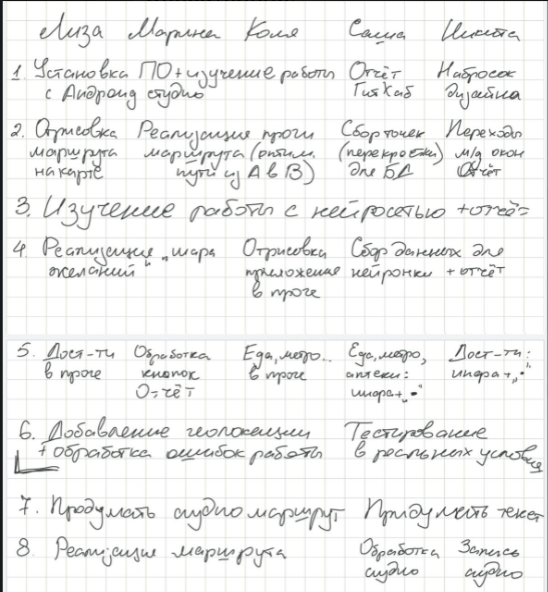 Лиза Марина Коля Саша Никита
1. Установка ПО + изучение работы Отчёт Набросок
с Андроид студио ГитХаб дизайна
2. Отрисовка Реализация проги Сбор точек Переходы
маршрута маршрута (оптим. (перекрёстки) м/д окон
на карте пути из А в В) для БД Отчёт
3. Изучение работы с нейросетью + отчёт
4. Реализация „шара Отрисовка Сбор данных для
желаний" приложения нейронки + отчёт
в проге
5. Дост-ти Обработка Еда, метро.. Еда, метро, Дост-ти:
в проге кнопок в проге аптеки: инфа + „•"
Отчёт инфа + „•"
6. Добавление геолокации Тестирование
+ обработка ошибок работы в реальных условиях
7. Продумать аудио маршрут Придумать текст
8. Реализация маршрута Обработка Запись
аудио аудио